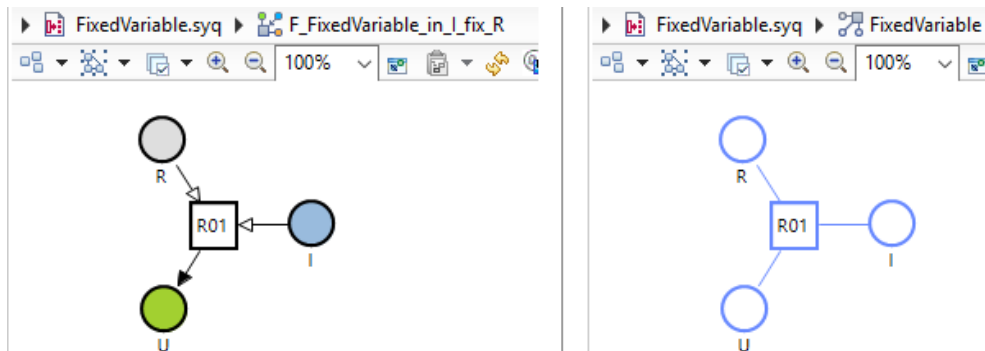 FixedVariable.syq F_FixedVariable_in_I_fix_R
100%
R
R01
I
U
FixedVariable.syq FixedVariable
100%
R
R01
I
U